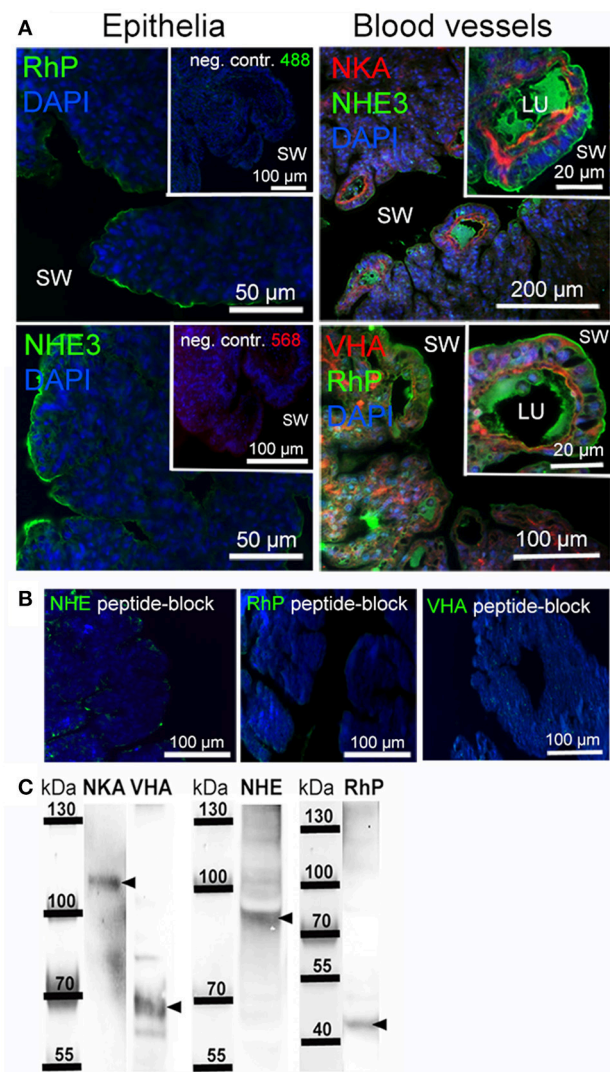 A
Epithelia
Blood vessels
RhP
DAPI
neg. contr. 488
SW
100 µm
SW
50 µm
NKA
NHE3
DAPI
LU
SW
20 µm
SW
200 µm
NHE3
DAPI
neg. contr. 568
SW
100 µm
50 µm
VHA
RhP
DAPI
SW
SW
LU
20 µm
100 µm
B
NHE peptide-block
100 µm
RhP peptide-block
100 µm
VHA peptide-block
100 µm
C
kDa NKA VHA
130
100
70
55
kDa NHE
130
100
70
55
kDa RhP
130
100
70
55
40